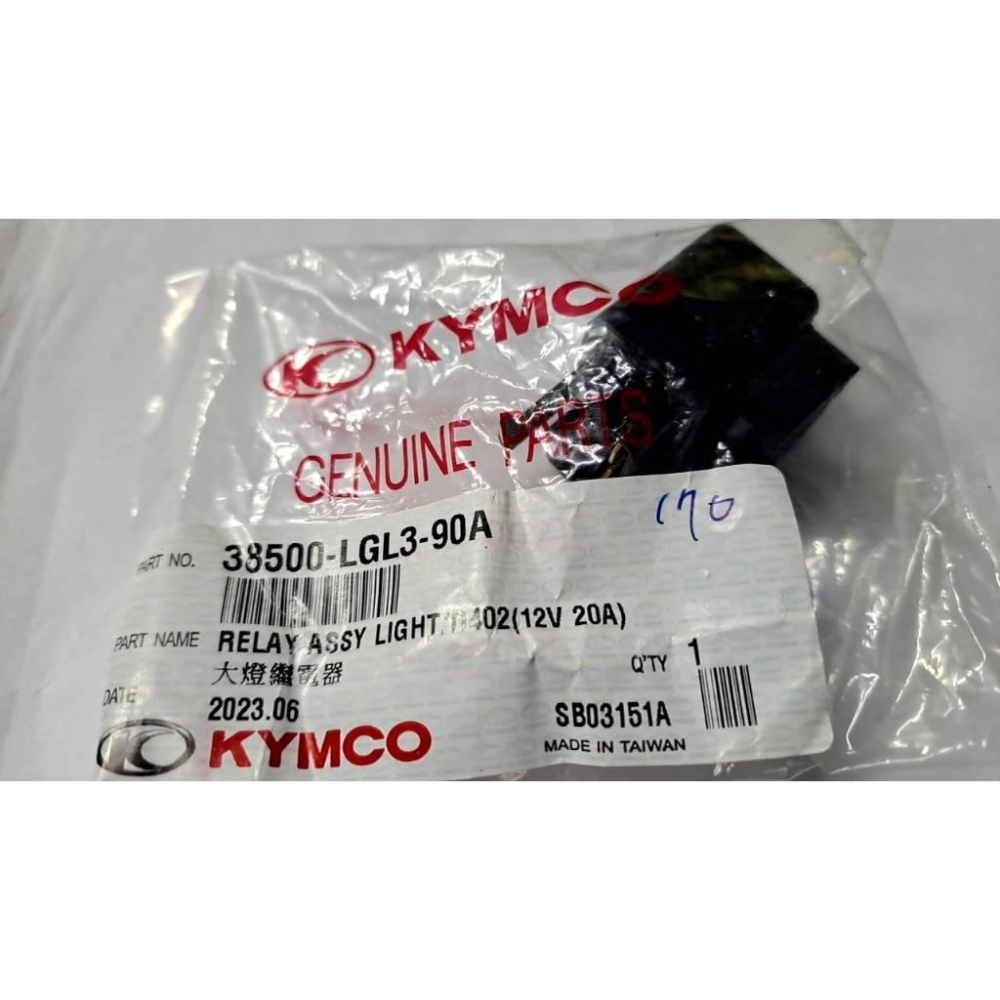 KYMCO
GENUINE PARTS
170
PART NO. 38500-LGL3-90A
PART NAME RELAY ASSY LIGHT/D402(12V 20A)
大燈繼電器
Q'TY 1
DATE 2023.06
SB03151A
KYMCO
MADE IN TAIWAN